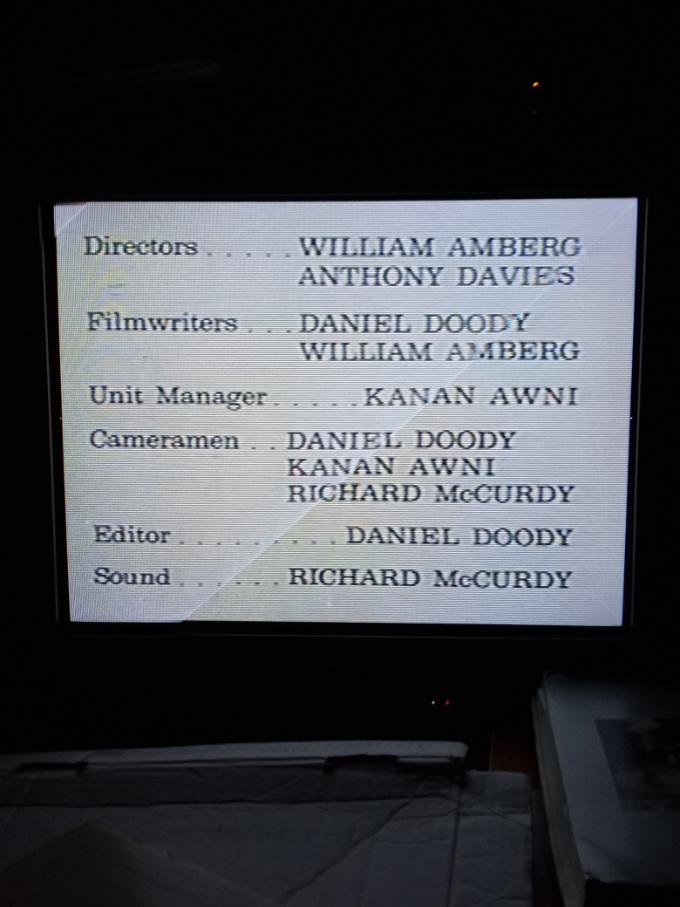 Directors . . . . . WILLIAM AMBERG
ANTHONY DAVIES
Filmwriters . . . DANIEL DOODY
WILLIAM AMBERG
Unit Manager . . . . . KANAN AWNI
Cameramen . . DANIEL DOODY
KANAN AWNI
RICHARD McCURDY
Editor . . . . . . . . . . DANIEL DOODY
Sound . . . . . . RICHARD McCURDY